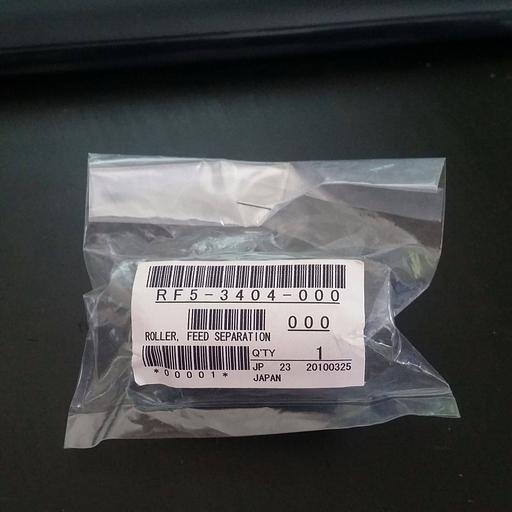 RF5-3404-000
000
ROLLER, FEED SEPARATION
Q'TY 1
*00001* JP 23 20100325
JAPAN